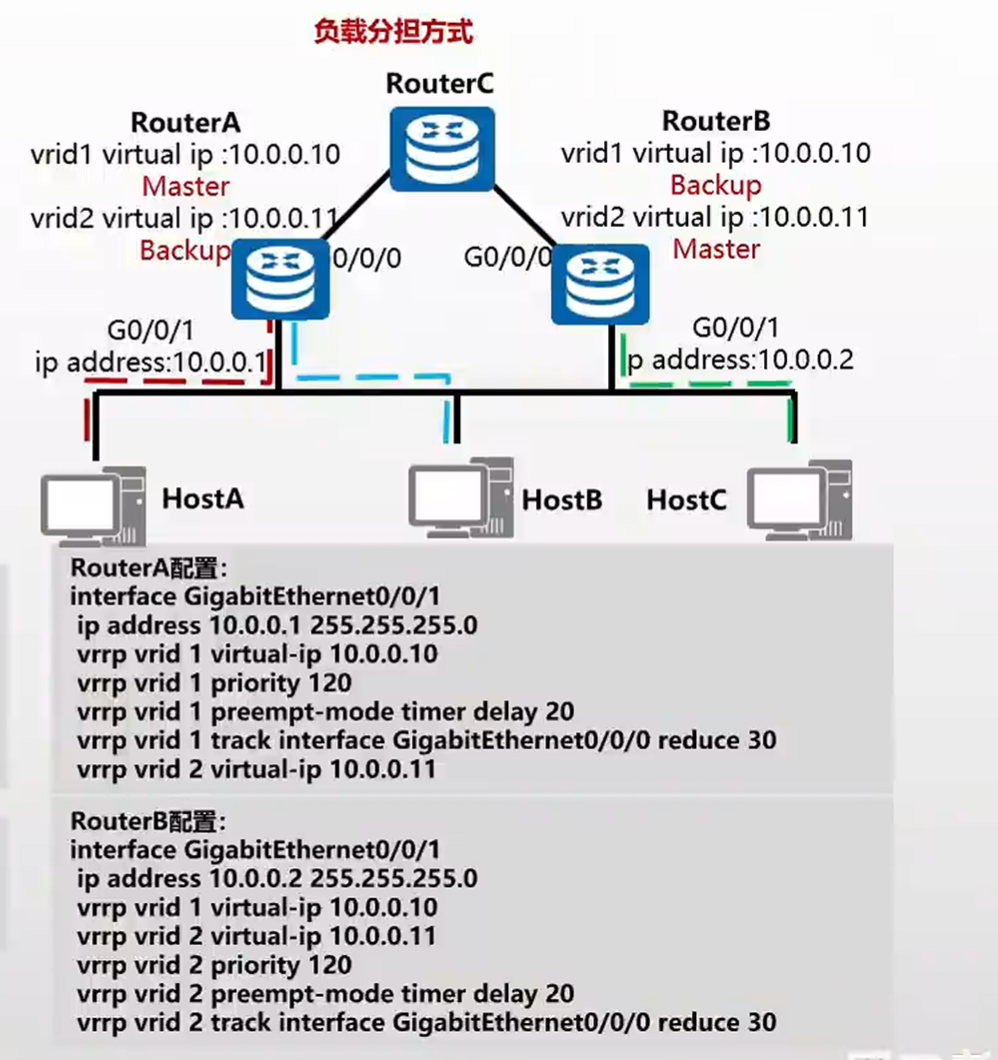 负载分担方式
RouterC
RouterA
vrid1 virtual ip :10.0.0.10
Master
vrid2 virtual ip :10.0.0.11
Backup
RouterB
vrid1 virtual ip :10.0.0.10
Backup
vrid2 virtual ip :10.0.0.11
Master
0/0/0
G0/0/0
G0/0/1
ip address:10.0.0.1
G0/0/1
p address:10.0.0.2
HostA
HostB
HostC
RouterA配置：
interface GigabitEthernet0/0/1
ip address 10.0.0.1 255.255.255.0
vrrp vrid 1 virtual-ip 10.0.0.10
vrrp vrid 1 priority 120
vrrp vrid 1 preempt-mode timer delay 20
vrrp vrid 1 track interface GigabitEthernet0/0/0 reduce 30
vrrp vrid 2 virtual-ip 10.0.0.11
RouterB配置：
interface GigabitEthernet0/0/1
ip address 10.0.0.2 255.255.255.0
vrrp vrid 1 virtual-ip 10.0.0.10
vrrp vrid 2 virtual-ip 10.0.0.11
vrrp vrid 2 priority 120
vrrp vrid 2 preempt-mode timer delay 20
vrrp vrid 2 track interface GigabitEthernet0/0/0 reduce 30